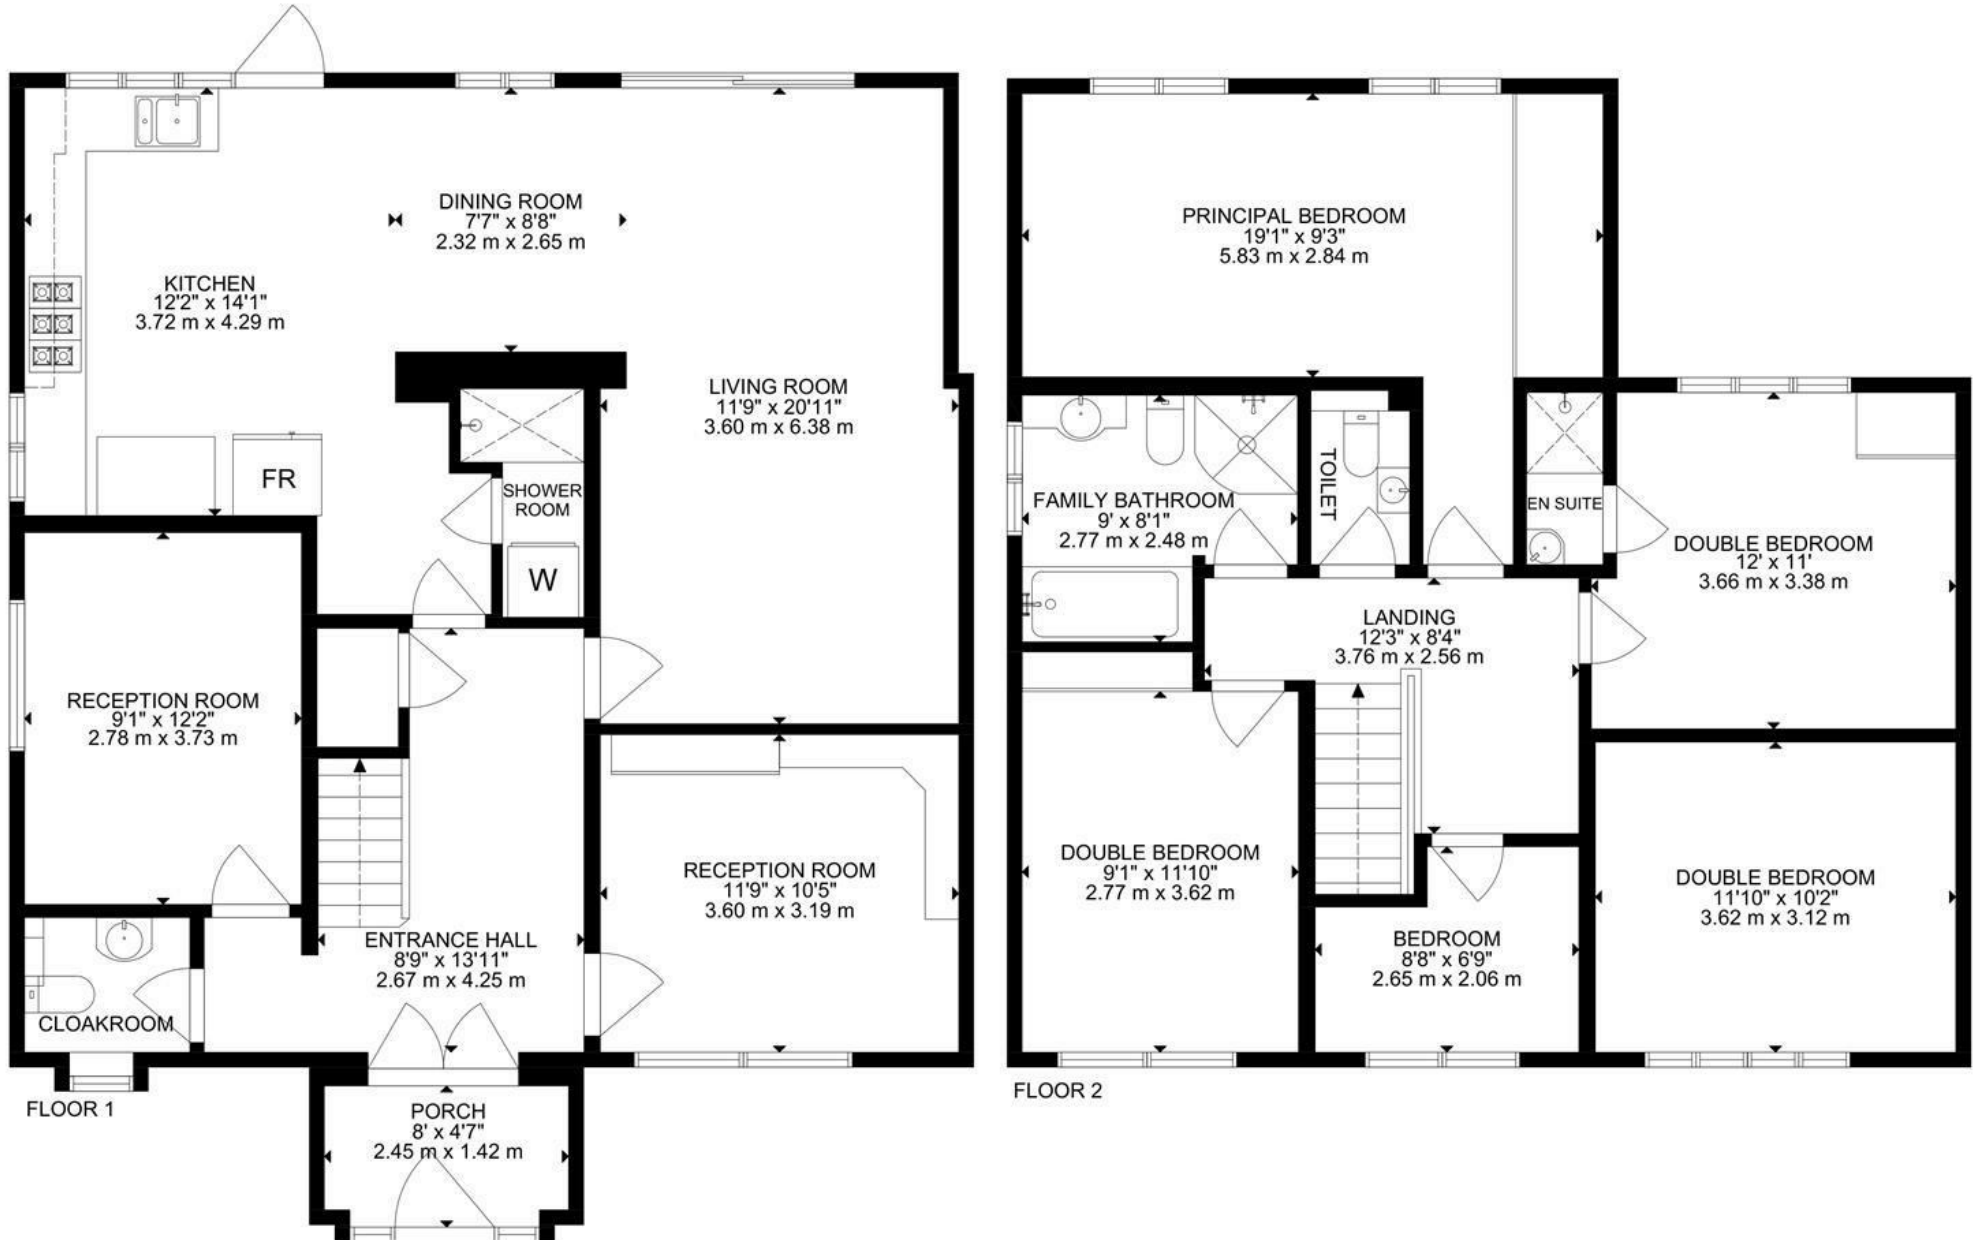 DINING ROOM
7'7" x 8'8"
2.32 m x 2.65 m
KITCHEN
12'2" x 14'1"
3.72 m x 4.29 m
LIVING ROOM
11'9" x 20'11"
3.60 m x 6.38 m
FR
SHOWER
ROOM
W
RECEPTION ROOM
9'1" x 12'2"
2.78 m x 3.73 m
RECEPTION ROOM
11'9" x 10'5"
3.60 m x 3.19 m
ENTRANCE HALL
8'9" x 13'11"
2.67 m x 4.25 m
CLOAKROOM
PORCH
8' x 4'7"
2.45 m x 1.42 m
FLOOR 1
PRINCIPAL BEDROOM
19'1" x 9'3"
5.83 m x 2.84 m
FAMILY BATHROOM
9' x 8'1"
2.77 m x 2.48 m
TOILET
EN SUITE
DOUBLE BEDROOM
12' x 11'
3.66 m x 3.38 m
LANDING
12'3" x 8'4"
3.76 m x 2.56 m
DOUBLE BEDROOM
9'1" x 11'10"
2.77 m x 3.62 m
BEDROOM
8'8" x 6'9"
2.65 m x 2.06 m
DOUBLE BEDROOM
11'10" x 10'2"
3.62 m x 3.12 m
FLOOR 2